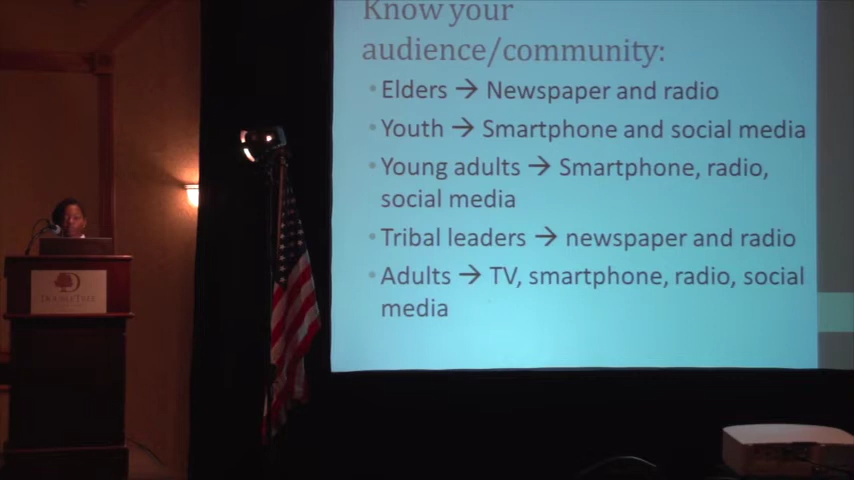 Know your
audience/community:
• Elders → Newspaper and radio
• Youth → Smartphone and social media
• Young adults → Smartphone, radio,
social media
• Tribal leaders → newspaper and radio
• Adults → TV, smartphone, radio, social
media
DOUBLETREE